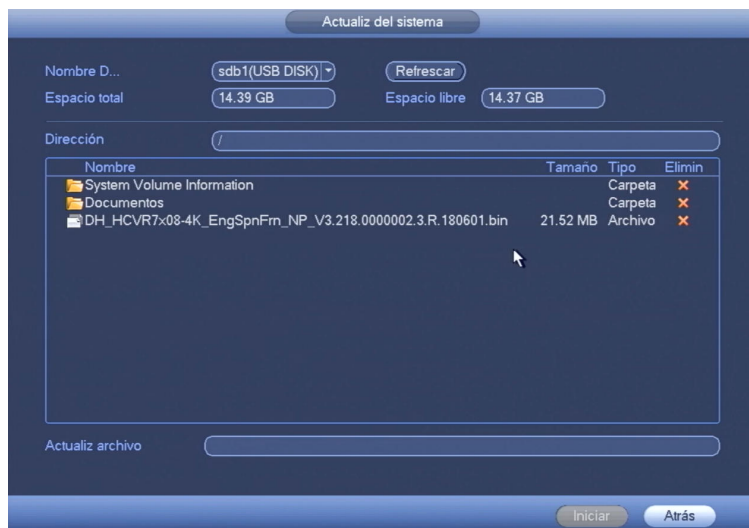 Actualiz del sistema
Nombre D... sdb1(USB DISK) Refrescar
Espacio total 14.39 GB Espacio libre 14.37 GB
Dirección /
Nombre Tamaño Tipo Elimin
System Volume Information Carpeta
Documentos Carpeta
DH_HCVR7x08-4K_EngSpnFrn_NP_V3.218.0000002.3.R.180601.bin 21.52 MB Archivo
Actualiz archivo
Iniciar Atrás